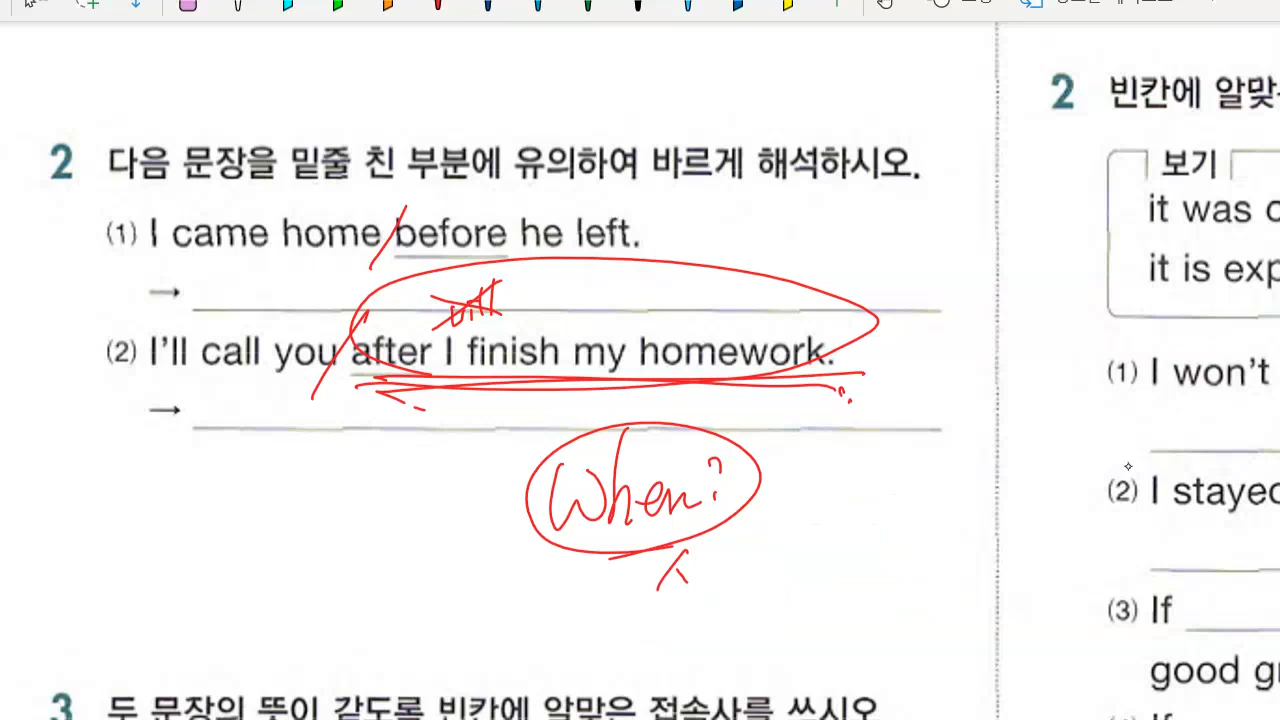 2 다음 문장을 밑줄 친 부분에 유의하여 바르게 해석하시오.
(1) I came home before he left.
→
will
(2) I'll call you after I finish my homework.
→
When?
3 두 문장의 뜻이 같도록 빈칸에 알맞은 접속사를 쓰시오
2 빈칸에 알맞
보기
it was
it is exp
(1) I won't
(2) I stayed
(3) If
good gr